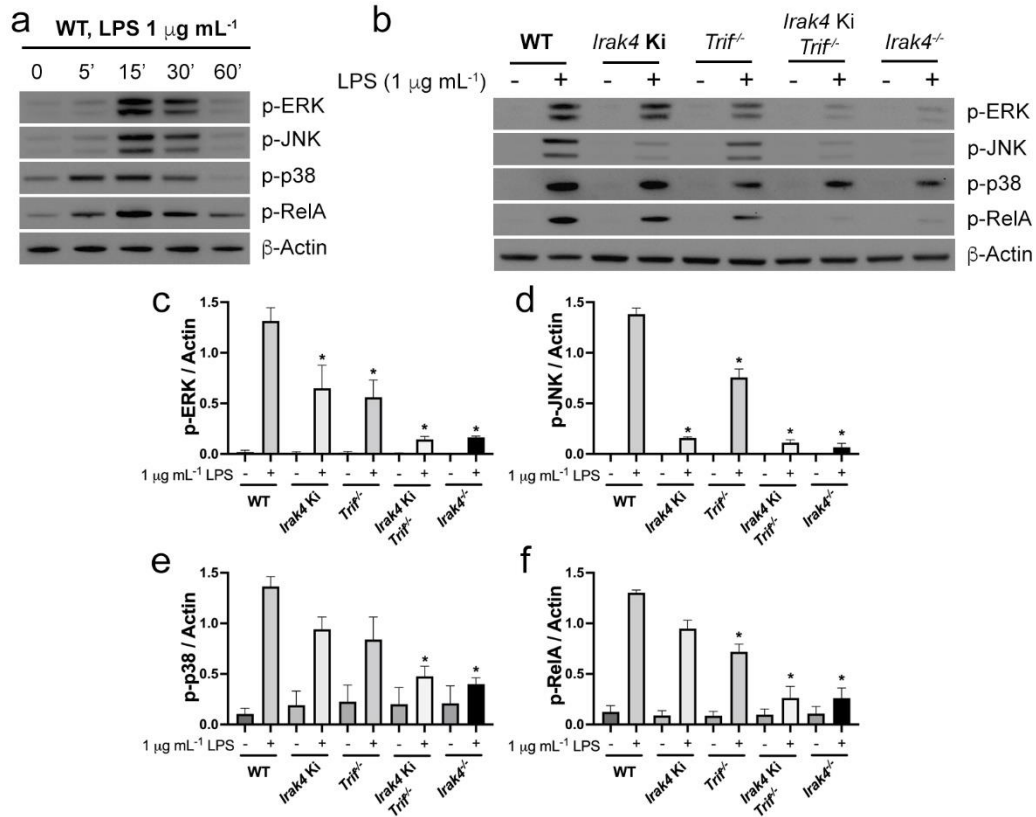 a
WT, LPS 1 μg mL⁻¹
0 5' 15' 30' 60'
p-ERK
p-JNK
p-p38
p-RelA
β-Actin
b
WT Irak4 Ki Trif⁻/⁻ Irak4 Ki Trif⁻/⁻ Irak4⁻/⁻
LPS (1 μg mL⁻¹) - + - + - + - + - +
p-ERK
p-JNK
p-p38
p-RelA
β-Actin
c
p-ERK / Actin
1.5
1.0
0.5
0.0
* * * *
1 μg mL⁻¹ LPS - + - + - + - + - +
WT Irak4 Ki Trif⁻/⁻ Irak4 Ki Trif⁻/⁻ Irak4⁻/⁻
d
p-JNK / Actin
1.5
1.0
0.5
0.0
* * * *
1 μg mL⁻¹ LPS - + - + - + - + - +
WT Irak4 Ki Trif⁻/⁻ Irak4 Ki Trif⁻/⁻ Irak4⁻/⁻
e
p-p38 / Actin
1.5
1.0
0.5
0.0
* *
1 μg mL⁻¹ LPS - + - + - + - + - +
WT Irak4 Ki Trif⁻/⁻ Irak4 Ki Trif⁻/⁻ Irak4⁻/⁻
f
p-RelA / Actin
1.5
1.0
0.5
0.0
* * *
1 μg mL⁻¹ LPS - + - + - + - + - +
WT Irak4 Ki Trif⁻/⁻ Irak4 Ki Trif⁻/⁻ Irak4⁻/⁻